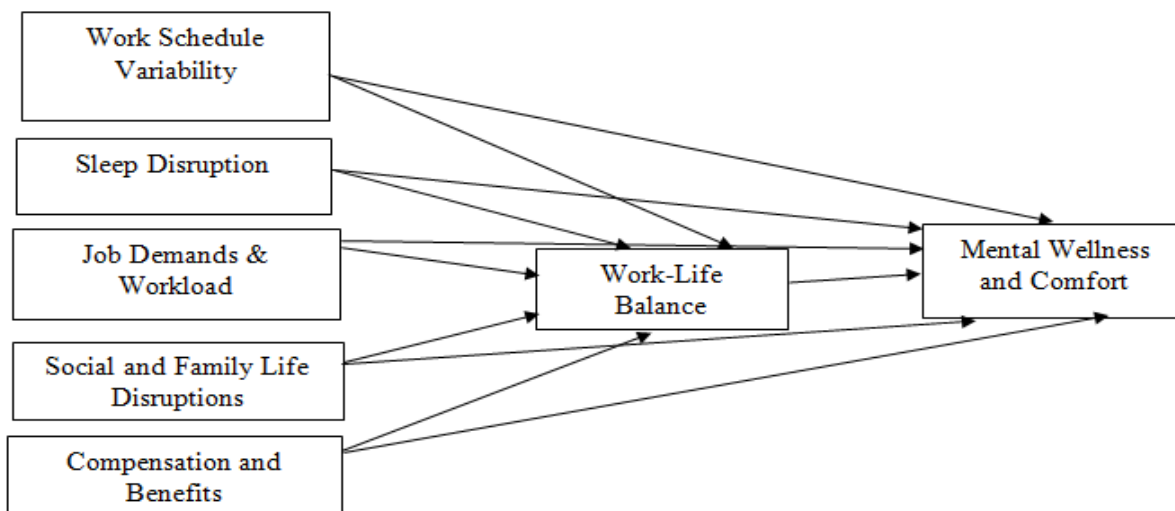 Work Schedule
Variability
Sleep Disruption
Job Demands &
Workload
Social and Family Life
Disruptions
Compensation and
Benefits
Work-Life
Balance
Mental Wellness
and Comfort